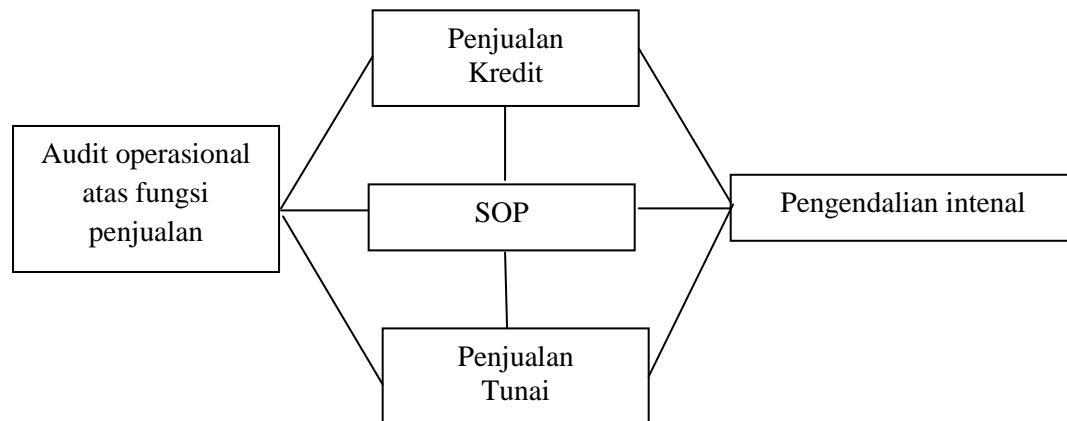 Penjualan
Kredit
Audit operasional
atas fungsi
penjualan
SOP
Pengendalian intenal
Penjualan
Tunai